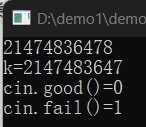 D:\demo1\demo
21474836478
k=2147483647
cin.good()=0
cin.fail()=1